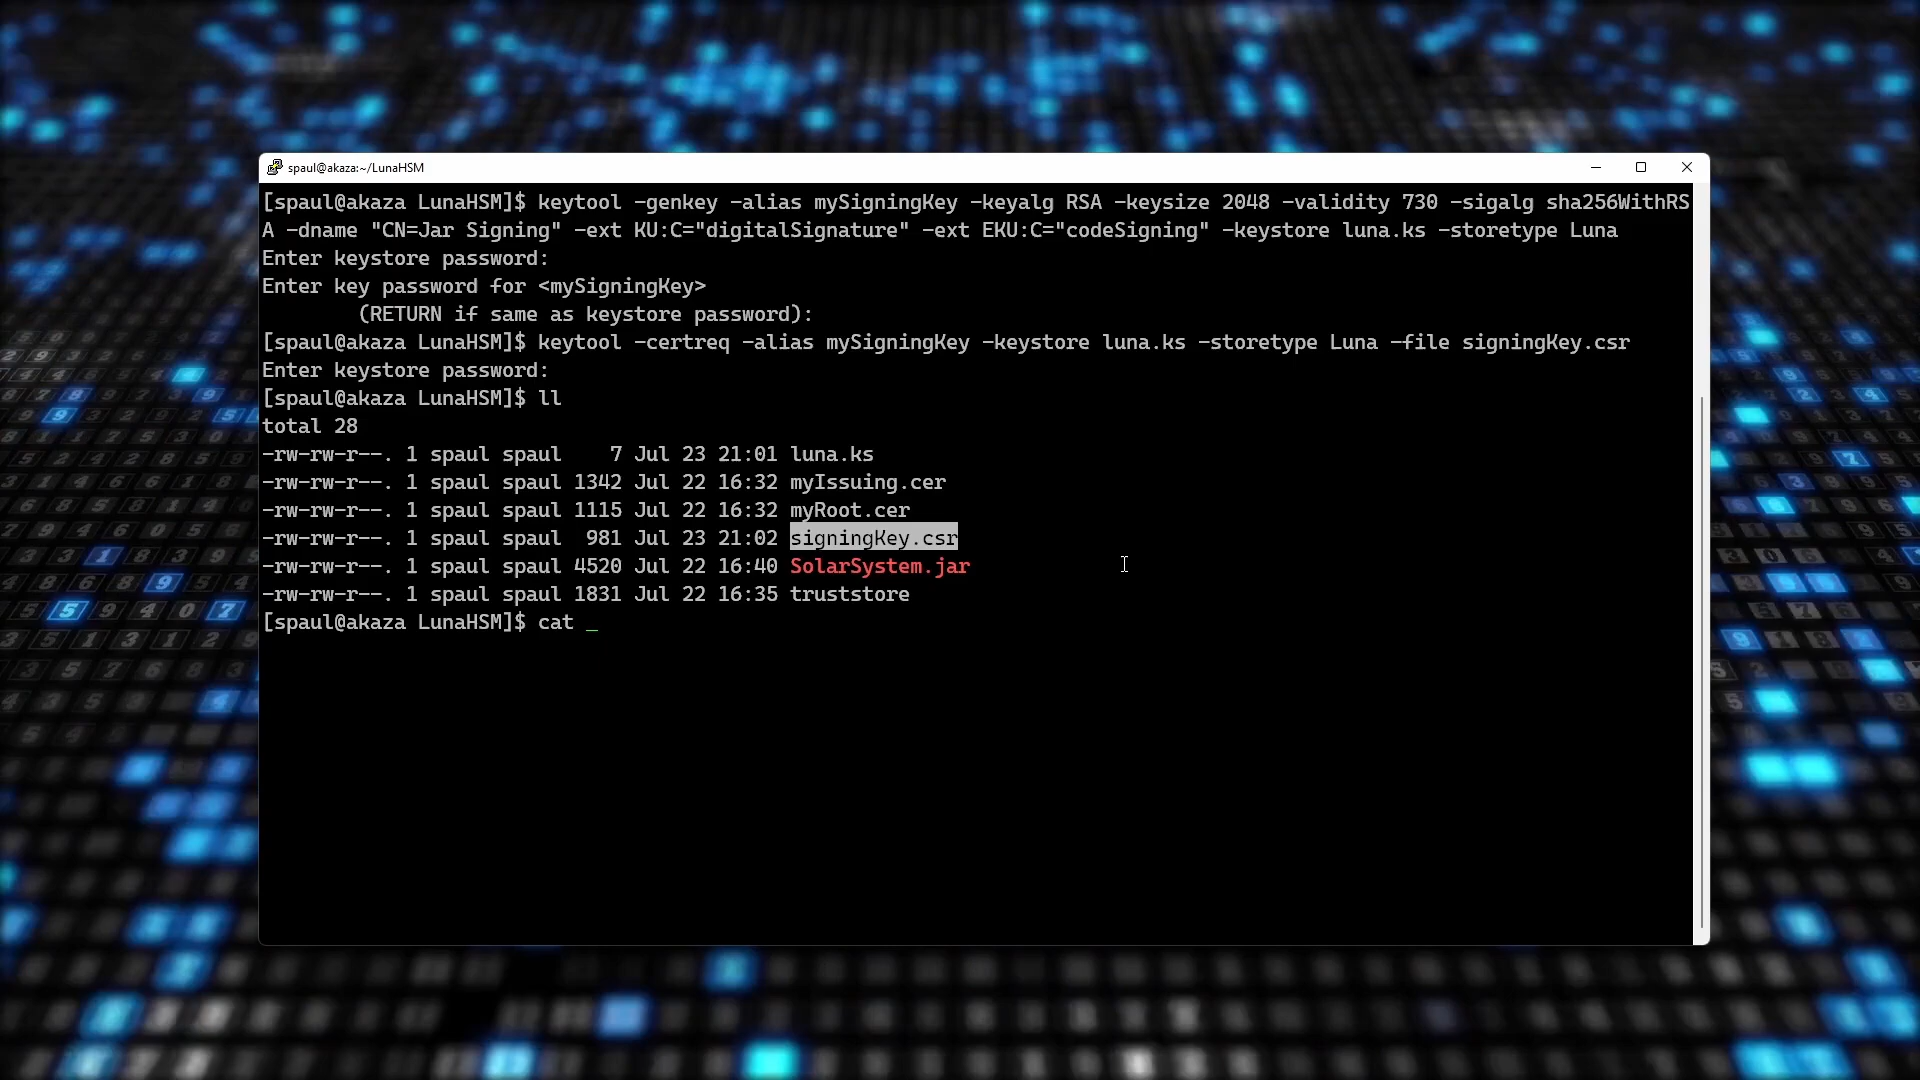 spaul@akaza:~/LunaHSM
[spaul@akaza LunaHSM]$ keytool -genkey -alias mySigningKey -keyalg RSA -keysize 2048 -validity 730 -sigalg sha256WithRS
A -dname "CN=Jar Signing" -ext KU:C="digitalSignature" -ext EKU:C="codeSigning" -keystore luna.ks -storetype Luna
Enter keystore password:
Enter key password for <mySigningKey>
        (RETURN if same as keystore password):
[spaul@akaza LunaHSM]$ keytool -certreq -alias mySigningKey -keystore luna.ks -storetype Luna -file signingKey.csr
Enter keystore password:
[spaul@akaza LunaHSM]$ ll
total 28
-rw-rw-r--. 1 spaul spaul    7 Jul 23 21:01 luna.ks
-rw-rw-r--. 1 spaul spaul 1342 Jul 22 16:32 myIssuing.cer
-rw-rw-r--. 1 spaul spaul 1115 Jul 22 16:32 myRoot.cer
-rw-rw-r--. 1 spaul spaul  981 Jul 23 21:02 signingKey.csr
-rw-rw-r--. 1 spaul spaul 4520 Jul 22 16:40 SolarSystem.jar
-rw-rw-r--. 1 spaul spaul 1831 Jul 22 16:35 truststore
[spaul@akaza LunaHSM]$ cat _